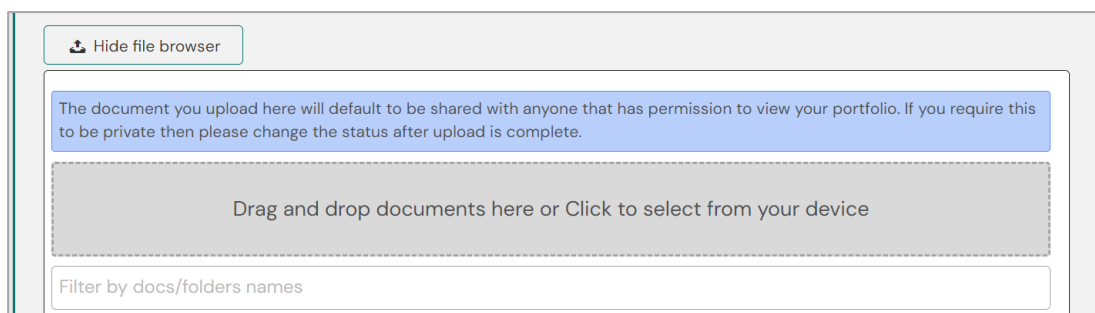 Hide file browser
The document you upload here will default to be shared with anyone that has permission to view your portfolio. If you require this
to be private then please change the status after upload is complete.
Drag and drop documents here or Click to select from your device
Filter by docs/folders names